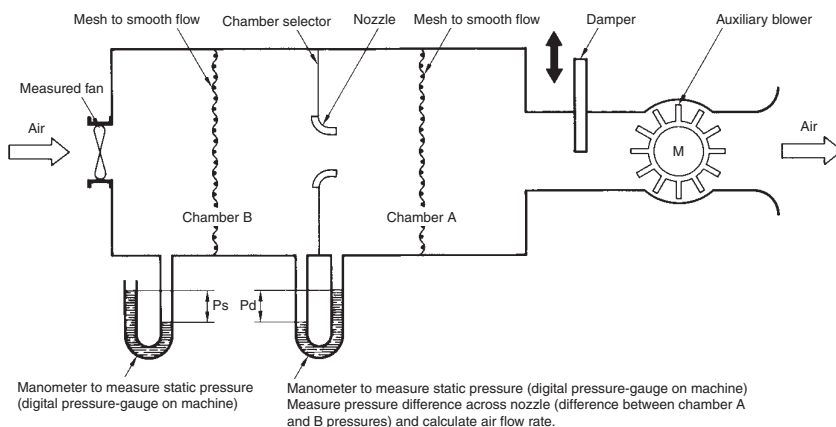 Mesh to smooth flow
Chamber selector
Nozzle
Mesh to smooth flow
Damper
Auxiliary blower
Measured fan
Air
M
Air
Chamber B
Chamber A
Ps
Pd
Manometer to measure static pressure
(digital pressure-gauge on machine)
Manometer to measure static pressure (digital pressure-gauge on machine)
Measure pressure difference across nozzle (difference between chamber A
and B pressures) and calculate air flow rate.